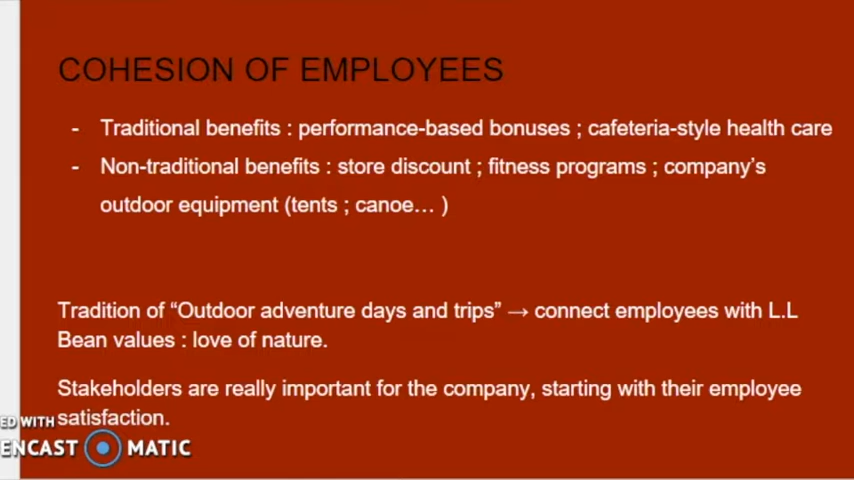 COHESION OF EMPLOYEES
- Traditional benefits : performance-based bonuses ; cafeteria-style health care
- Non-traditional benefits : store discount ; fitness programs ; company's
outdoor equipment (tents ; canoe... )
Tradition of “Outdoor adventure days and trips” → connect employees with L.L
Bean values : love of nature.
Stakeholders are really important for the company, starting with their employee
satisfaction.
ED WITH
ENCAST MATIC